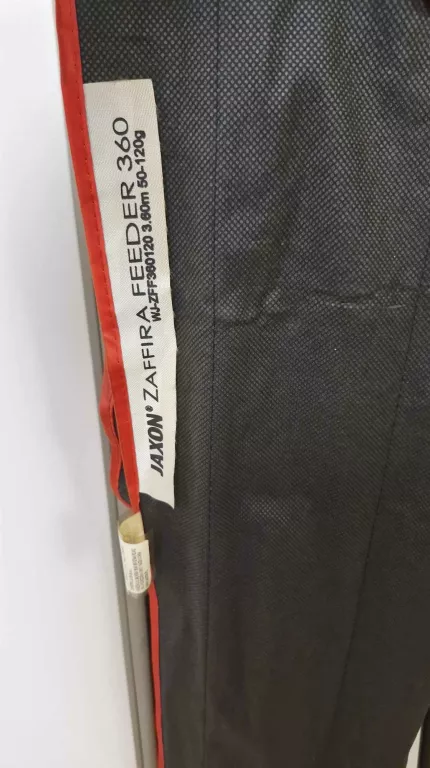 JAXON® ZAFFIRA FEEDER 360
WJ-ZFF360120 3.60m 50-120g